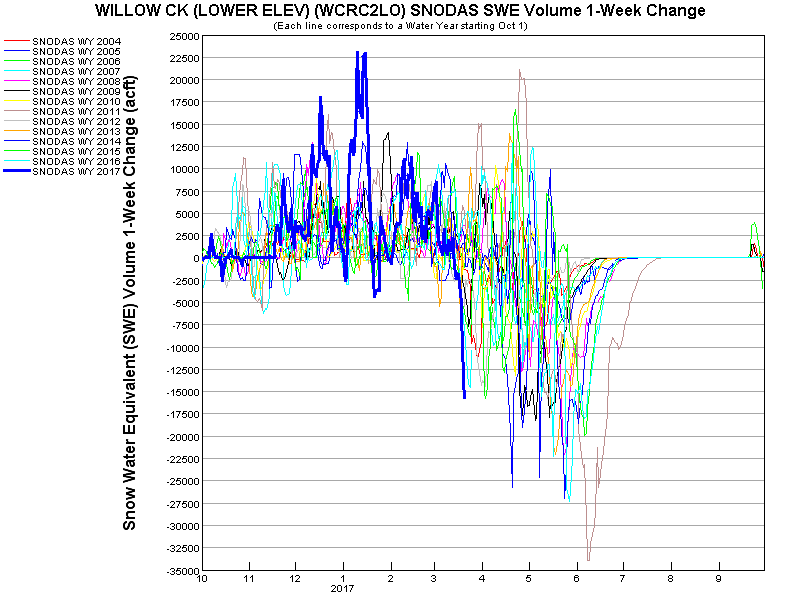 WILLOW CK (LOWER ELEV) (WCRC2LO) SNODAS SWE Volume 1-Week Change
(Each line corresponds to a Water Year starting Oct 1)
SNODAS WY 2004
SNODAS WY 2005
SNODAS WY 2006
SNODAS WY 2007
SNODAS WY 2008
SNODAS WY 2009
SNODAS WY 2010
SNODAS WY 2011
SNODAS WY 2012
SNODAS WY 2013
SNODAS WY 2014
SNODAS WY 2015
SNODAS WY 2016
SNODAS WY 2017
Snow Water Equivalent (SWE) Volume 1-Week Change (acft)
25000
22500
20000
17500
15000
12500
10000
7500
5000
2500
0
-2500
-5000
-7500
-10000
-12500
-15000
-17500
-20000
-22500
-25000
-27500
-30000
-32500
-35000
10 11 12 1 2 3 4 5 6 7 8 9
2017